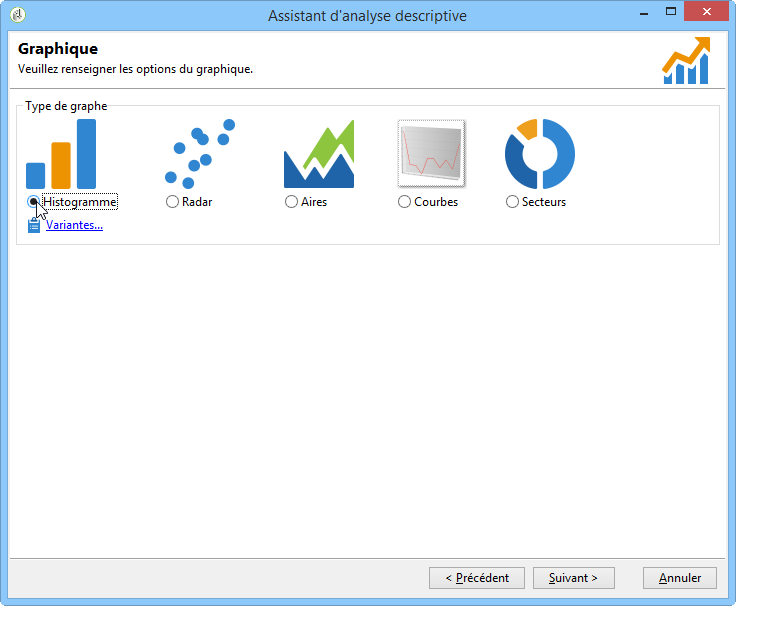 Assistant d'analyse descriptive
Graphique
Veuillez renseigner les options du graphique.
Type de graphe
Histogramme
Radar
Aires
Courbes
Secteurs
Variantes...
< Précédent
Suivant >
Annuler